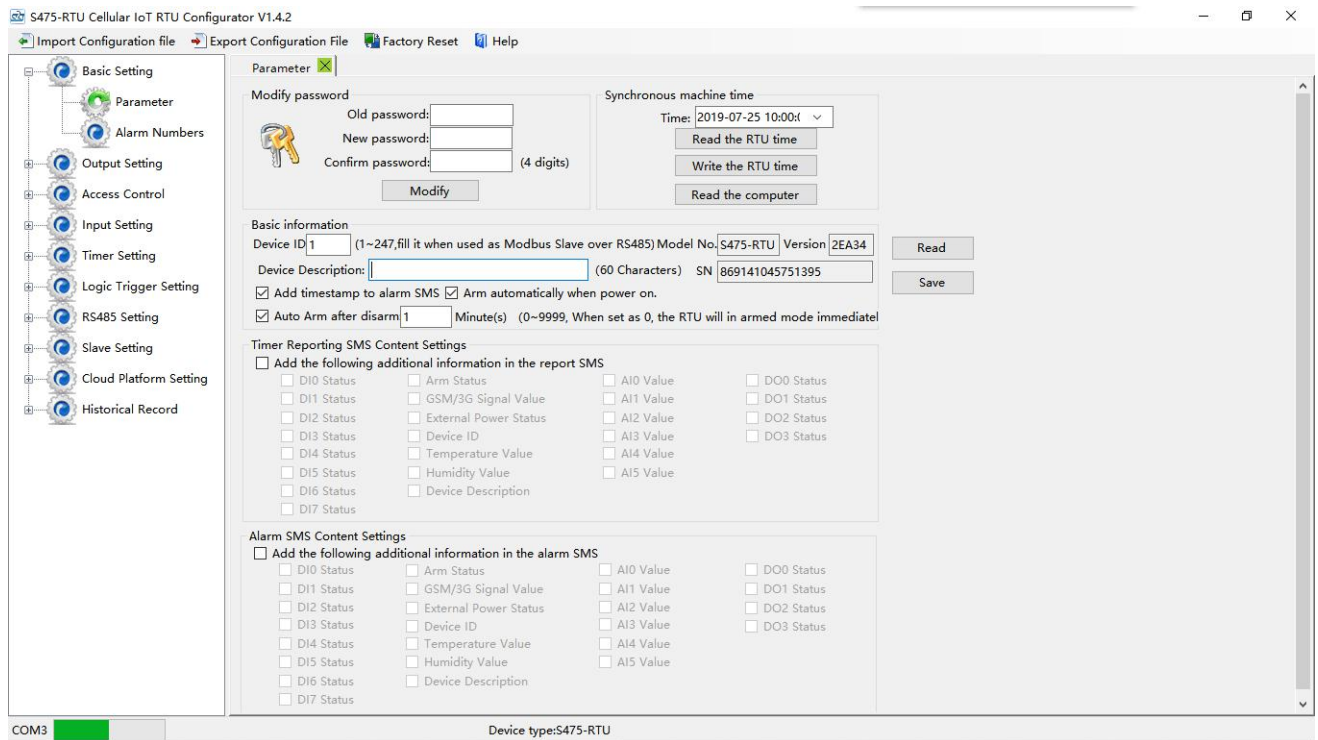 S475-RTU Cellular IoT RTU Configurator V1.4.2
Import Configuration file Export Configuration File Factory Reset Help
Basic Setting
Parameter
Alarm Numbers
Output Setting
Access Control
Input Setting
Timer Setting
Logic Trigger Setting
RS485 Setting
Slave Setting
Cloud Platform Setting
Historical Record
Parameter
Modify password
Old password:
New password:
Confirm password: (4 digits)
Modify
Synchronous machine time
Time: 2019-07-25 10:00:(
Read the RTU time
Write the RTU time
Read the computer
Basic information
Device ID 1 (1~247,fill it when used as Modbus Slave over RS485) Model No. S475-RTU Version 2EA34
Device Description: (60 Characters) SN 869141045751395
Add timestamp to alarm SMS Arm automatically when power on.
Auto Arm after disarm 1 Minute(s) (0~9999, When set as 0, the RTU will in armed mode immediatel
Read
Save
Timer Reporting SMS Content Settings
Add the following additional information in the report SMS
DI0 Status Arm Status AI0 Value DO0 Status
DI1 Status GSM/3G Signal Value AI1 Value DO1 Status
DI2 Status External Power Status AI2 Value DO2 Status
DI3 Status Device ID AI3 Value DO3 Status
DI4 Status Temperature Value AI4 Value
DI5 Status Humidity Value AI5 Value
DI6 Status Device Description
DI7 Status
Alarm SMS Content Settings
Add the following additional information in the alarm SMS
DI0 Status Arm Status AI0 Value DO0 Status
DI1 Status GSM/3G Signal Value AI1 Value DO1 Status
DI2 Status External Power Status AI2 Value DO2 Status
DI3 Status Device ID AI3 Value DO3 Status
DI4 Status Temperature Value AI4 Value
DI5 Status Humidity Value AI5 Value
DI6 Status Device Description
DI7 Status
COM3 Device type:S475-RTU